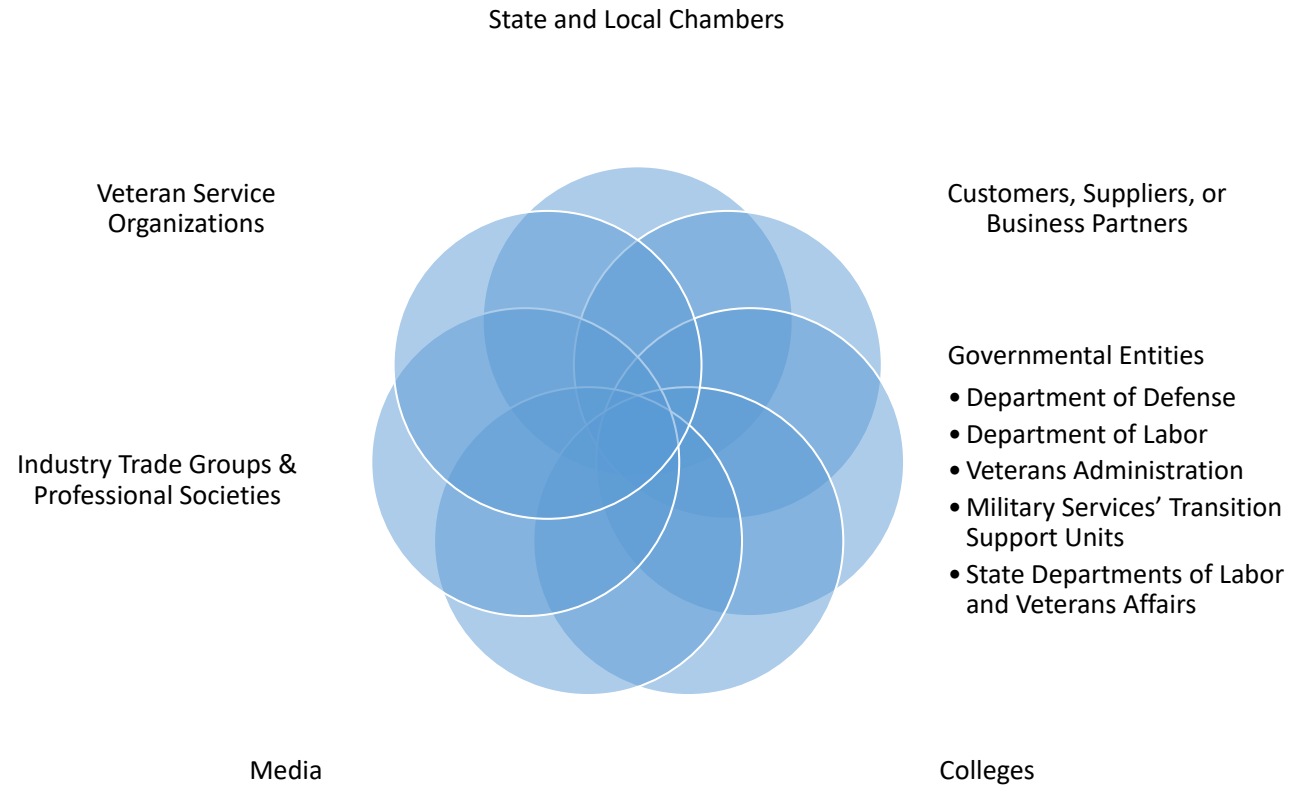 State and Local Chambers
Veteran Service
Organizations
Customers, Suppliers, or
Business Partners
Governmental Entities
• Department of Defense
• Department of Labor
• Veterans Administration
• Military Services’ Transition
Support Units
• State Departments of Labor
and Veterans Affairs
Industry Trade Groups &
Professional Societies
Media
Colleges